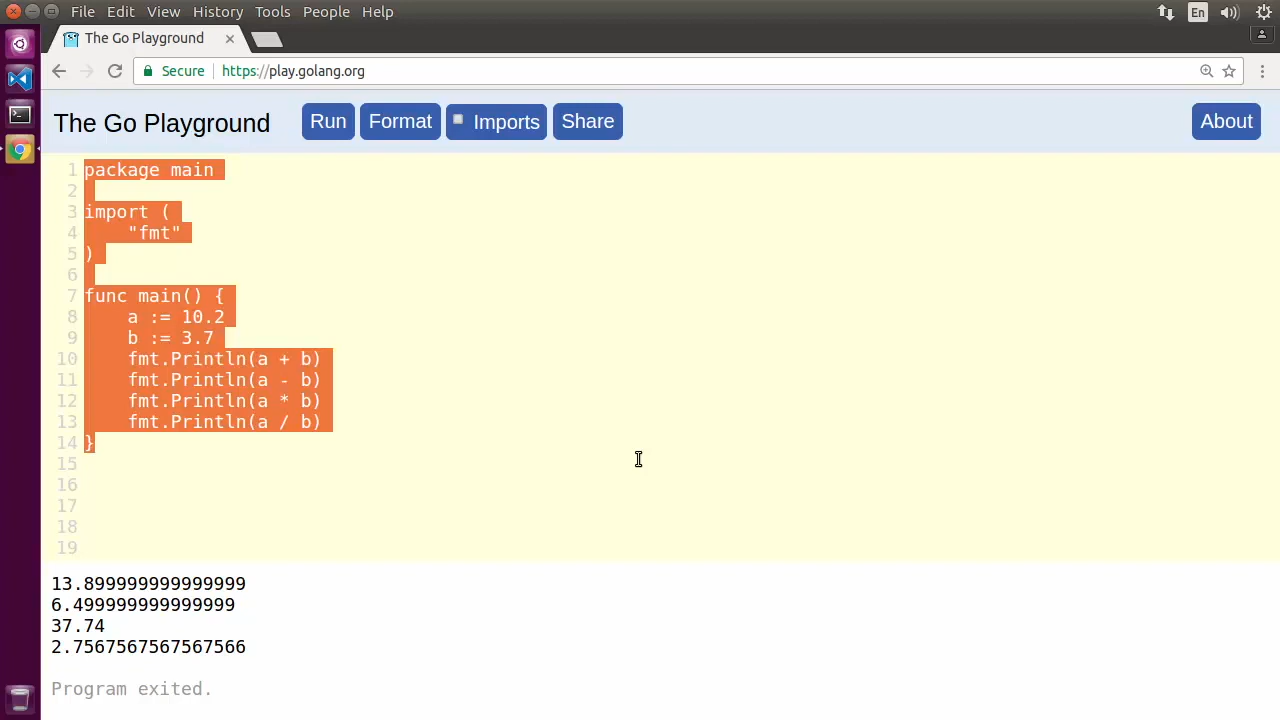 File Edit View History Tools People Help
En
The Go Playground
Secure https://play.golang.org
The Go Playground Run Format Imports Share About
1 package main
2
3 import (
4 "fmt"
5 )
6
7 func main() {
8 a := 10.2
9 b := 3.7
10 fmt.Println(a + b)
11 fmt.Println(a - b)
12 fmt.Println(a * b)
13 fmt.Println(a / b)
14 }
15
16
17
18
19
13.899999999999999
6.499999999999999
37.74
2.7567567567567566
Program exited.